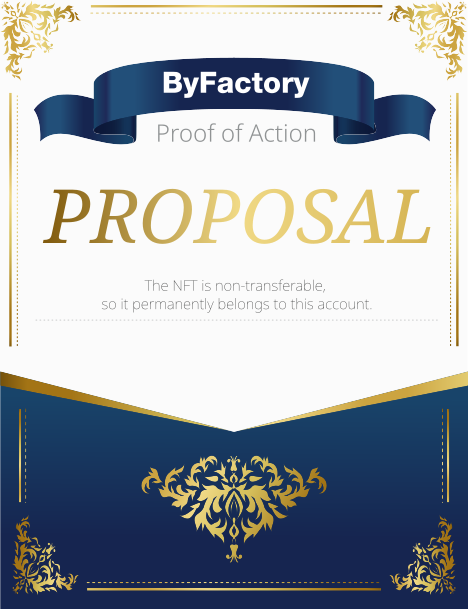 ByFactory
Proof of Action
PROPOSAL
The NFT is non-transferable,
so it permanently belongs to this account.